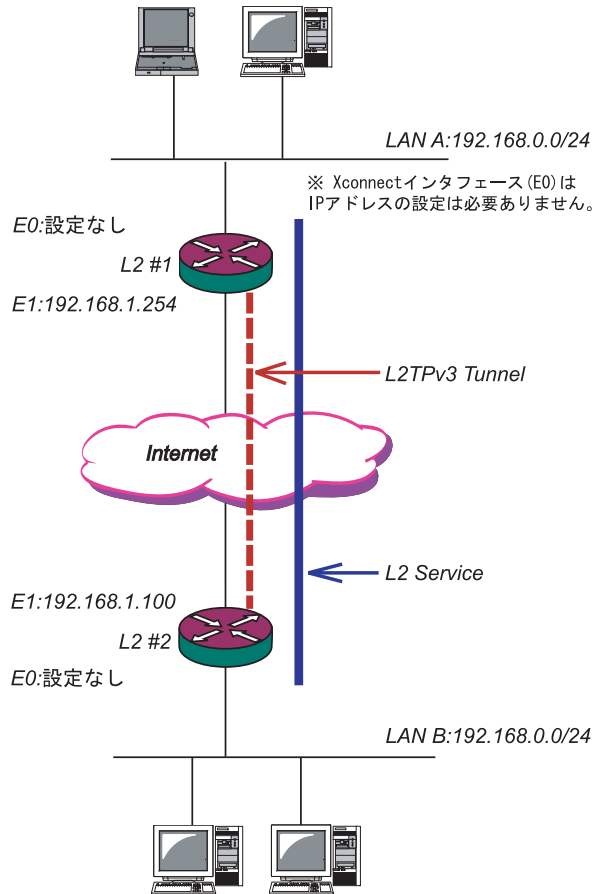 LAN A:192.168.0.0/24
※ Xconnectインタフェース(E0)は
IPアドレスの設定は必要ありません。
E0:設定なし
L2 #1
E1:192.168.1.254
L2TPv3 Tunnel
Internet
L2 Service
E1:192.168.1.100
L2 #2
E0:設定なし
LAN B:192.168.0.0/24